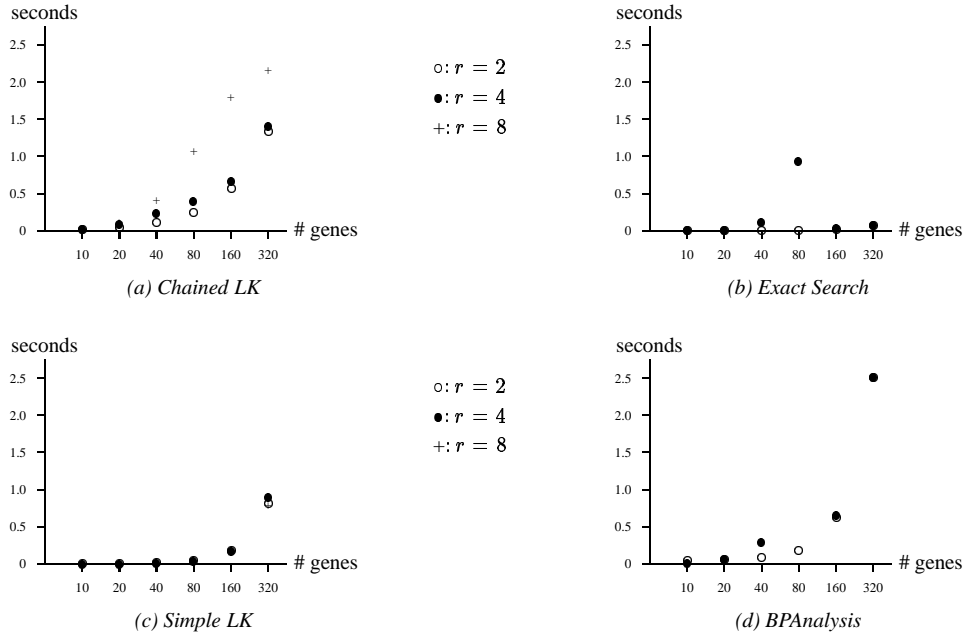 seconds
2.5
2.0
1.5
1.0
0.5
0
10 20 40 80 160 320
# genes
(a) Chained LK
o: r = 2
●: r = 4
+: r = 8
seconds
2.5
2.0
1.5
1.0
0.5
0
10 20 40 80 160 320
# genes
(b) Exact Search
seconds
2.5
2.0
1.5
1.0
0.5
0
10 20 40 80 160 320
# genes
(c) Simple LK
o: r = 2
●: r = 4
+: r = 8
seconds
2.5
2.0
1.5
1.0
0.5
0
10 20 40 80 160 320
# genes
(d) BPAnalysis